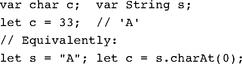 var char c;  var String s;
let c = 33;  // 'A'
// Equivalently:
let s = "A"; let c = s.charAt(0);